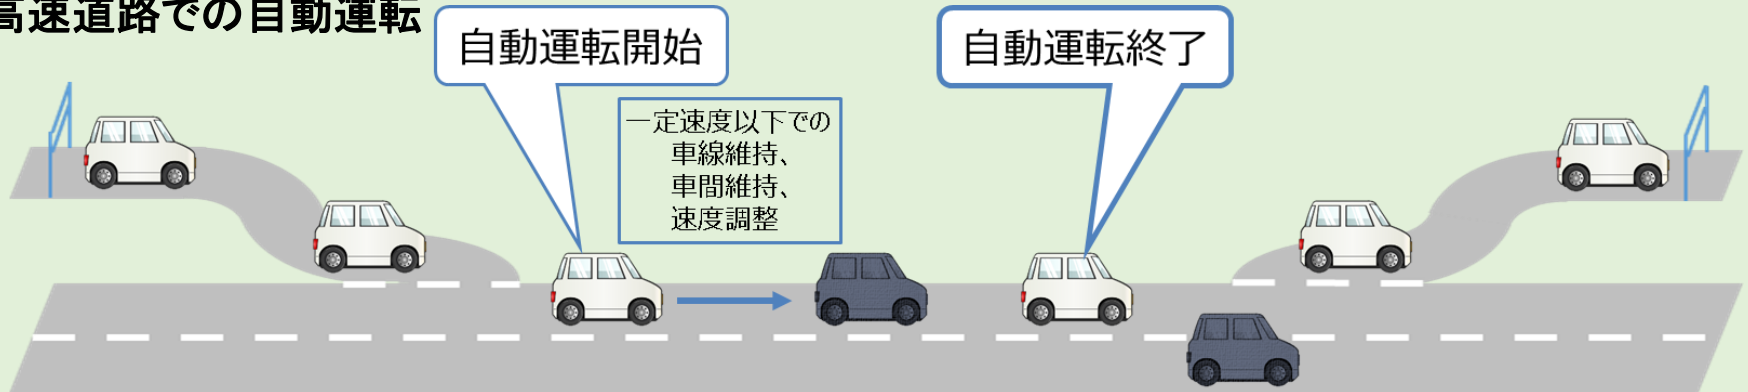 高速道路での自動運転
自動運転開始
自動運転終了
一定速度以下での
車線維持、
車間維持、
速度調整